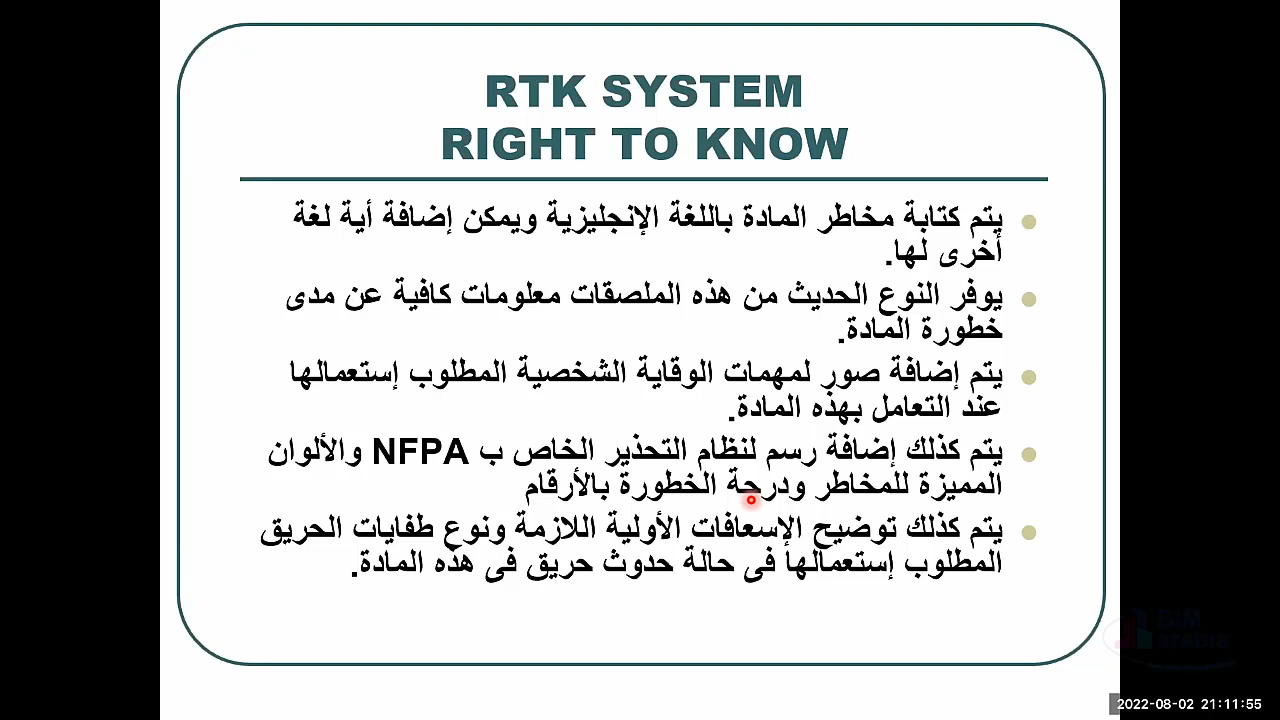 RTK SYSTEM
RIGHT TO KNOW
يتم كتابة مخاطر المادة باللغة الإنجليزية ويمكن إضافة أية لغة
أخرى لها.
يوفر النوع الحديث من هذه الملصقات معلومات كافية عن مدى
خطورة المادة.
يتم إضافة صور لمهمات الوقاية الشخصية المطلوب إستعمالها
عند التعامل بهذه المادة.
يتم كذلك إضافة رسم لنظام التحذير الخاص ب NFPA والألوان
المميزة للمخاطر ودرجة الخطورة بالأرقام
يتم كذلك توضيح الإسعافات الأولية اللازمة ونوع طفايات الحريق
المطلوب إستعمالها فى حالة حدوث حريق فى هذه المادة.
BIM
arabia
2022-08-02 21:11:55